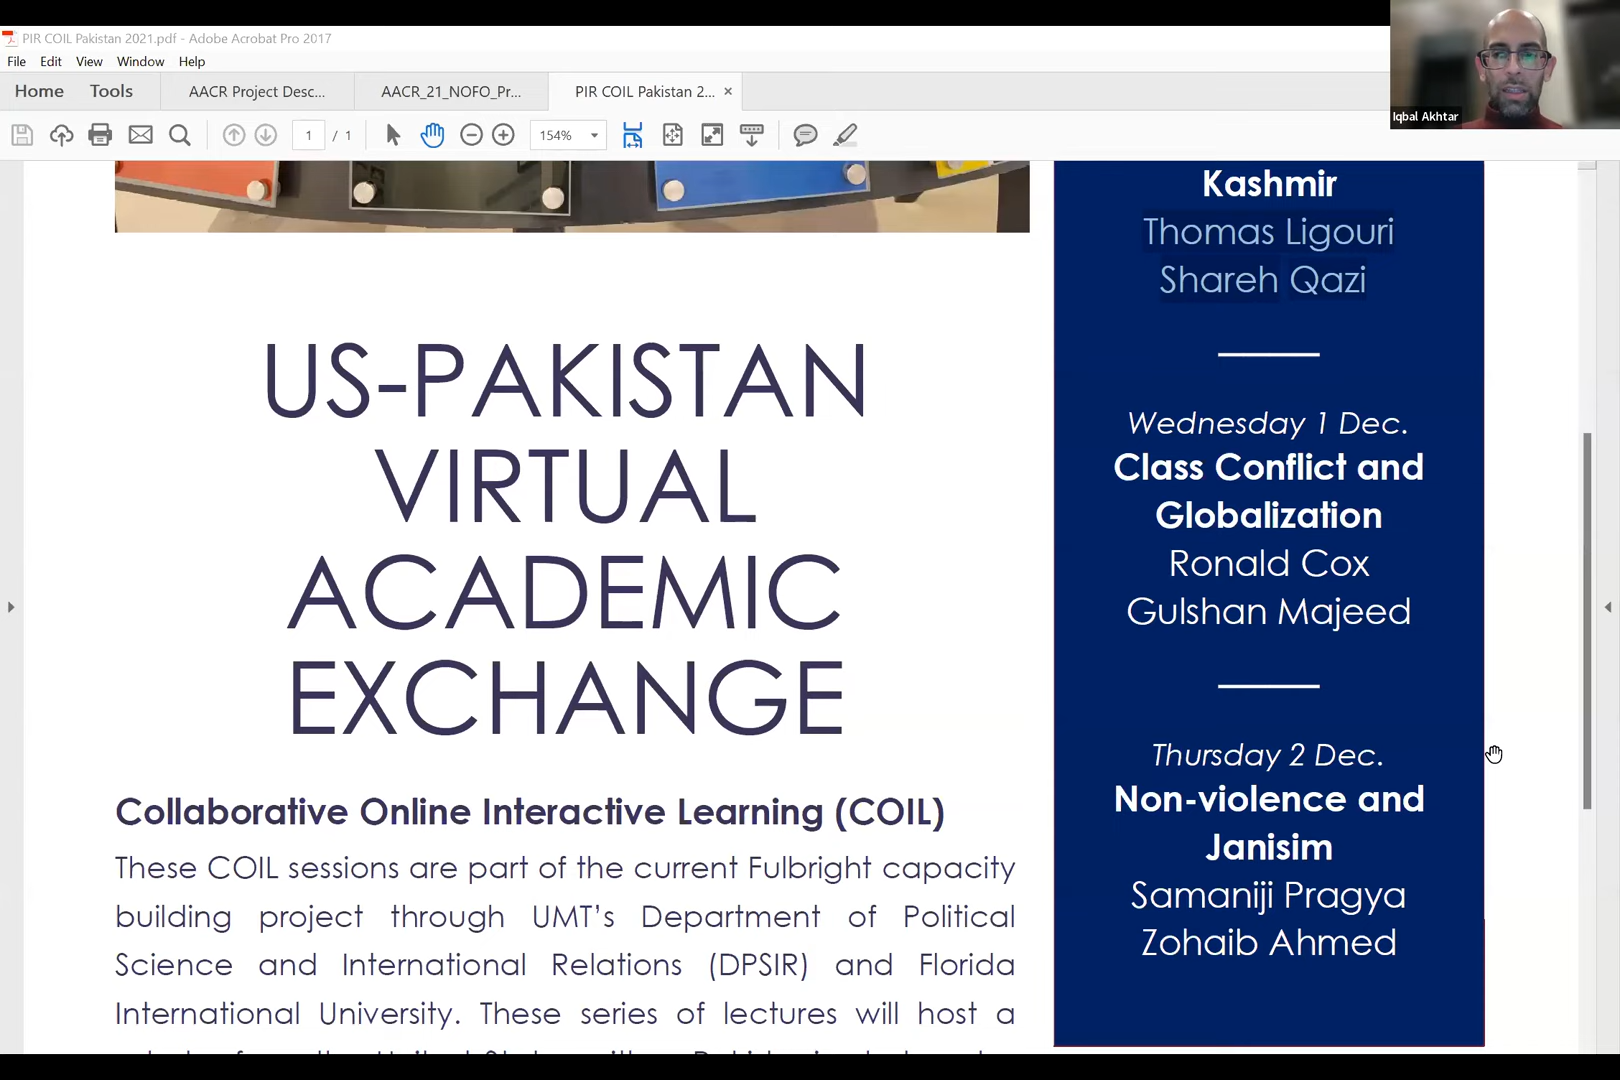 PIR COIL Pakistan 2021.pdf - Adobe Acrobat Pro 2017
File Edit View Window Help
Home Tools AACR Project Desc... AACR_21_NOFO_Pr... PIR COIL Pakistan 2... ×
1 / 1 154%
Iqbal Akhtar
US-PAKISTAN
VIRTUAL
ACADEMIC
EXCHANGE
Collaborative Online Interactive Learning (COIL)
These COIL sessions are part of the current Fulbright capacity
building project through UMT’s Department of Political
Science and International Relations (DPSIR) and Florida
International University. These series of lectures will host a
Kashmir
Thomas Ligouri
Shareh Qazi
Wednesday 1 Dec.
Class Conflict and
Globalization
Ronald Cox
Gulshan Majeed
Thursday 2 Dec.
Non-violence and
Janisim
Samaniji Pragya
Zohaib Ahmed